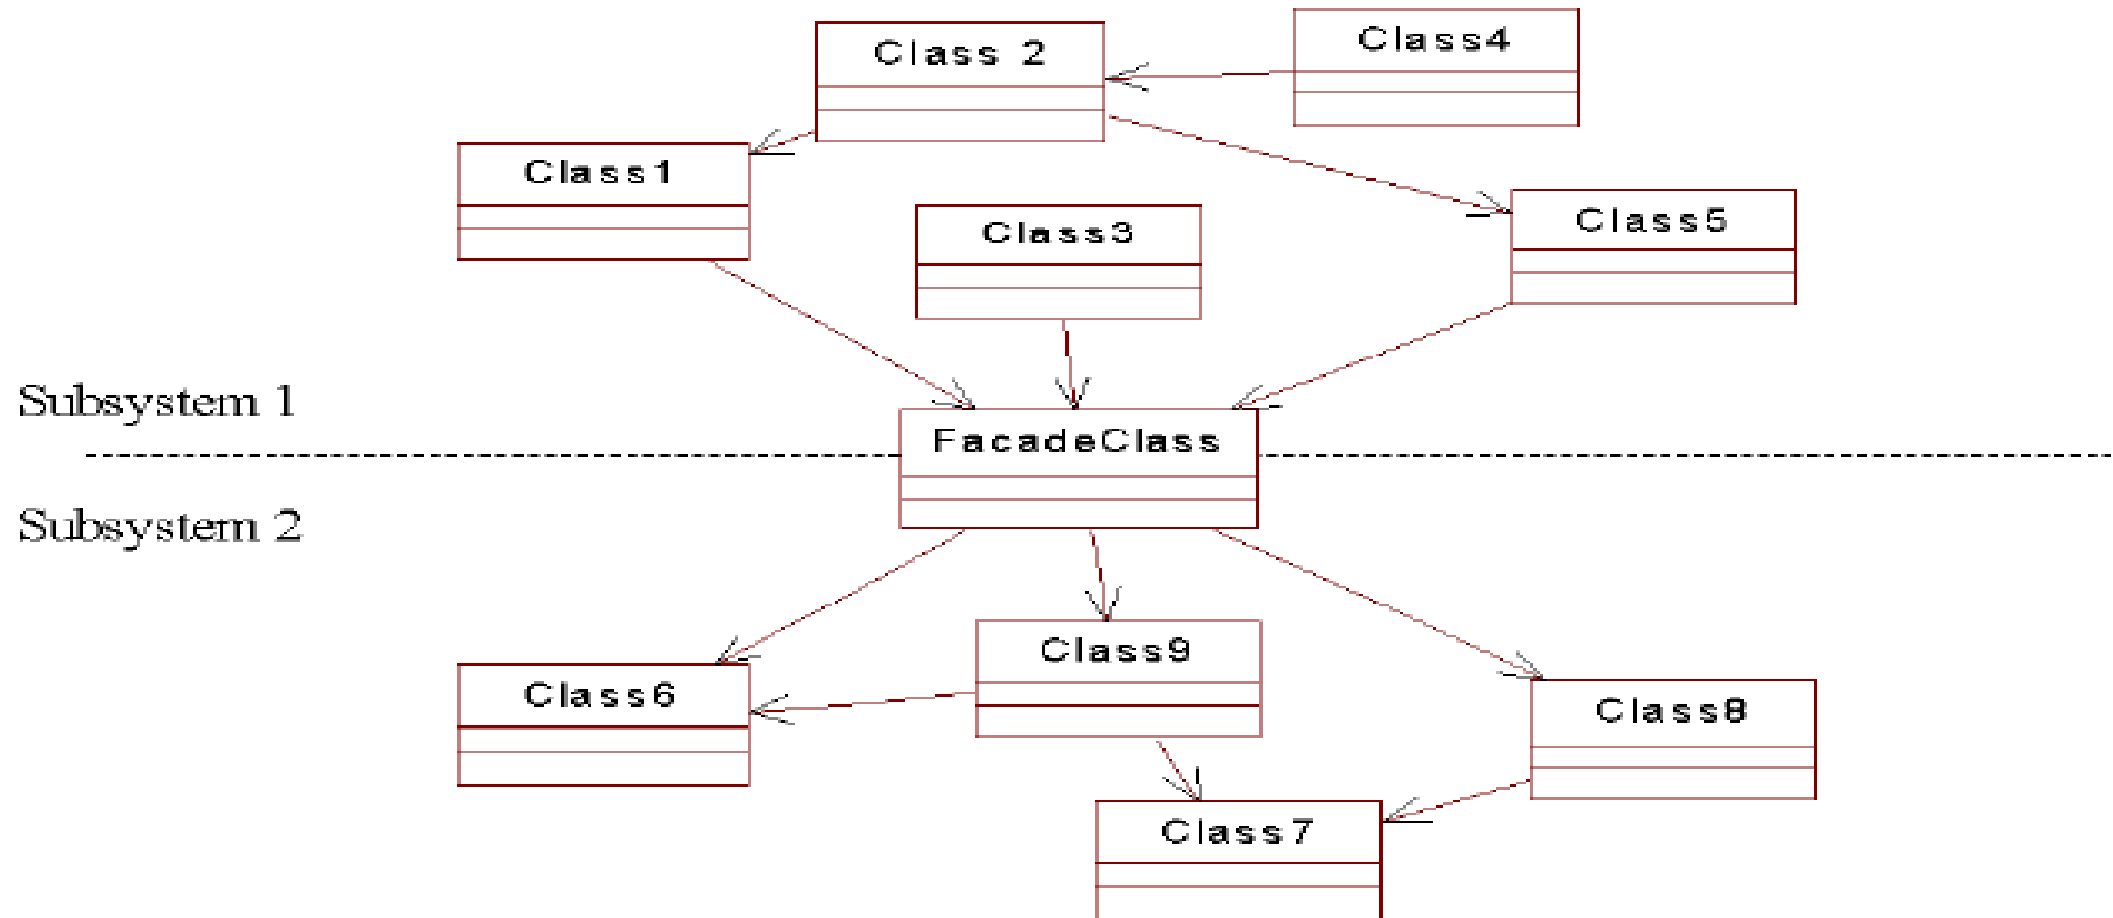 Class 2
Class4
Class1
Class3
Class5
Subsystem 1
FacadeClass
Subsystem 2
Class9
Class6
Class8
Class7